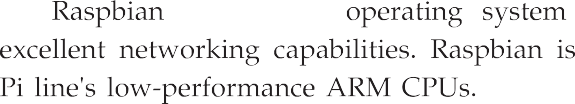 Raspbian operating system
excellent networking capabilities. Raspbian is
Pi line's low-performance ARM CPUs.